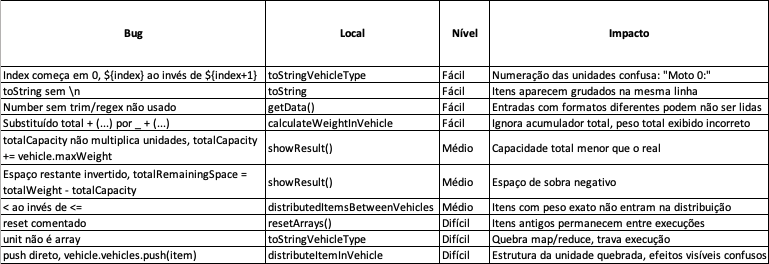 Bug Local Nível Impacto
Index começa em 0, ${index} ao invés de ${index+1} toStringVehicleType Fácil Numeração das unidades confusa: "Moto 0:"
toString sem \n toString Fácil Itens aparecem grudados na mesma linha
Number sem trim/regex não usado getData() Fácil Entradas com formatos diferentes podem não ser lidas
Substituído total + (...) por _ + (...) calculateWeightInVehicle Fácil Ignora acumulador total, peso total exibido incorreto
totalCapacity não multiplica unidades, totalCapacity
+= vehicle.maxWeight showResult() Médio Capacidade total menor que o real
Espaço restante invertido, totalRemainingSpace =
totalWeight - totalCapacity showResult() Médio Espaço de sobra negativo
< ao invés de <= distributedItemsBetweenVehicles Médio Itens com peso exato não entram na distribuição
reset comentado resetArrays() Difícil Itens antigos permanecem entre execuções
unit não é array toStringVehicleType Difícil Quebra map/reduce, trava execução
push direto, vehicle.vehicles.push(item) distributeItemInVehicle Difícil Estrutura da unidade quebrada, efeitos visíveis confusos